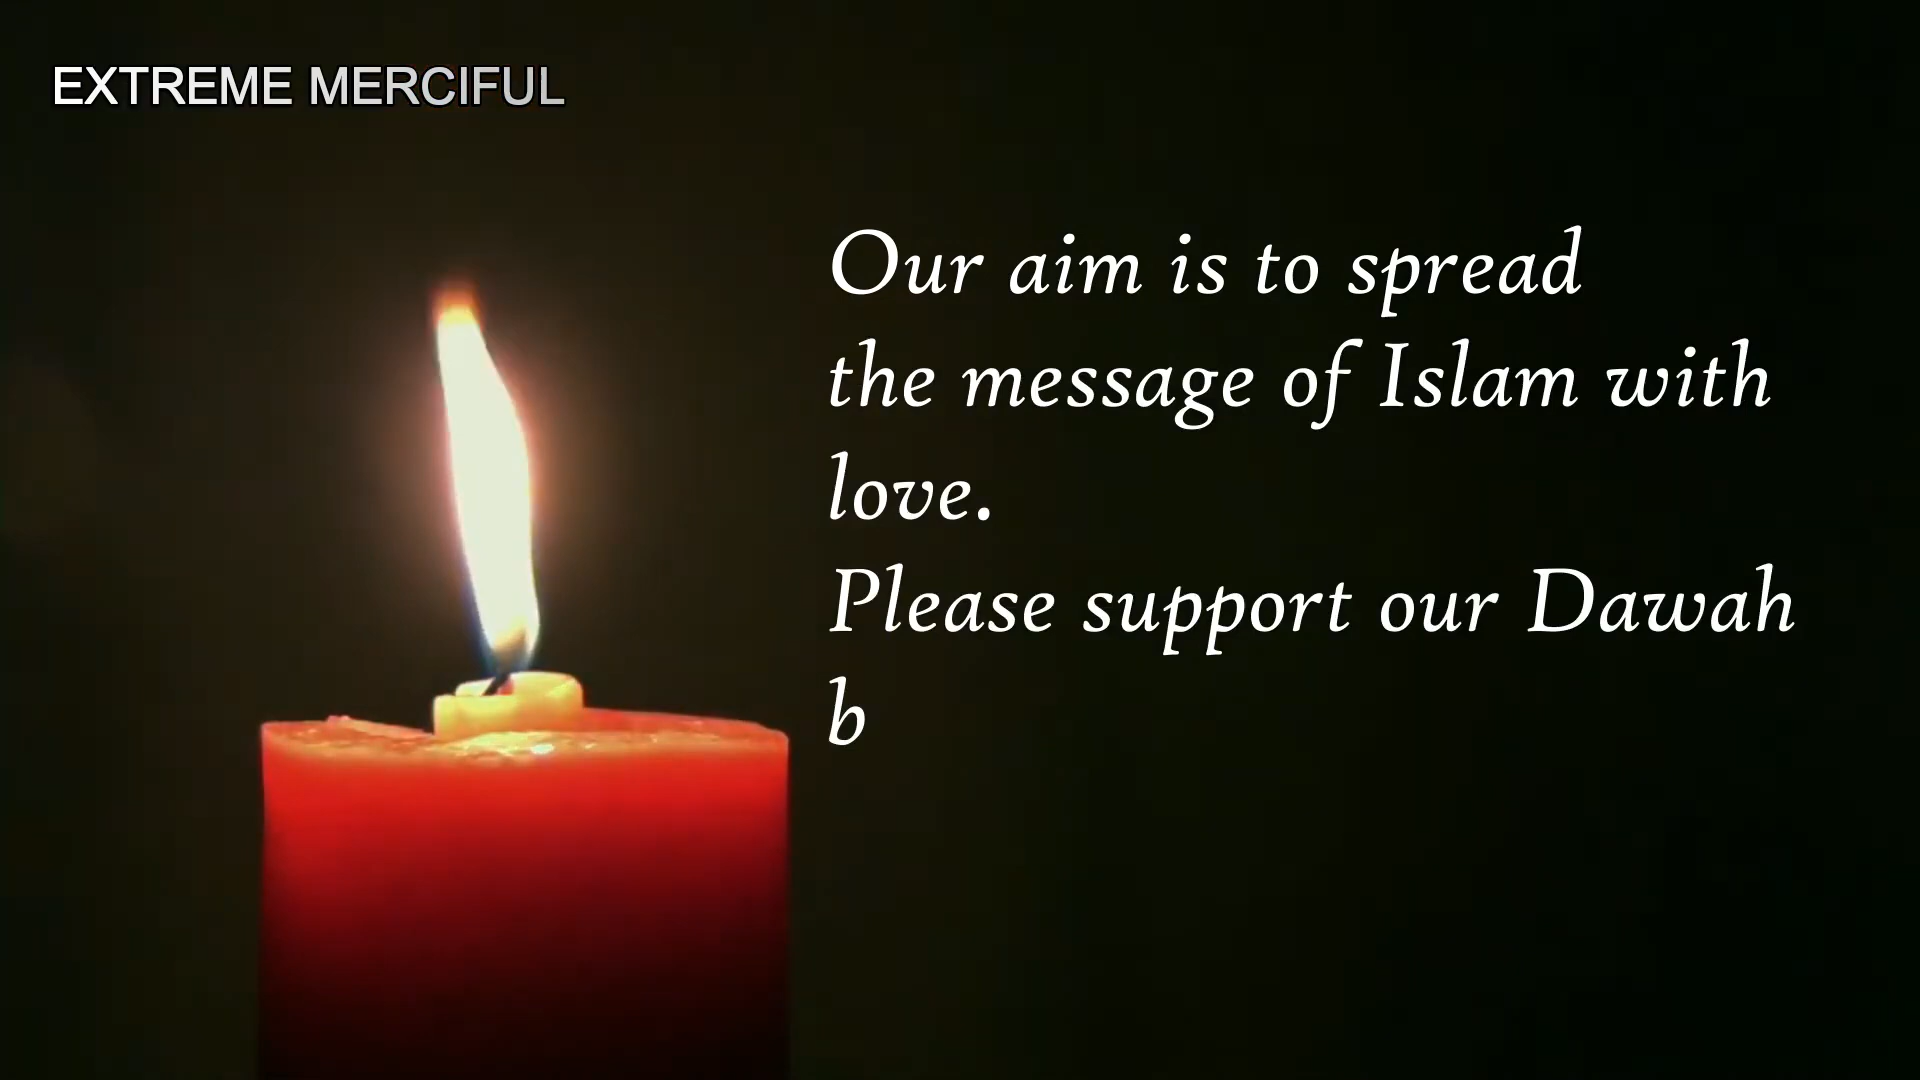 EXTREME MERCIFUL
Our aim is to spread
the message of Islam with
love.
Please support our Dawah
b